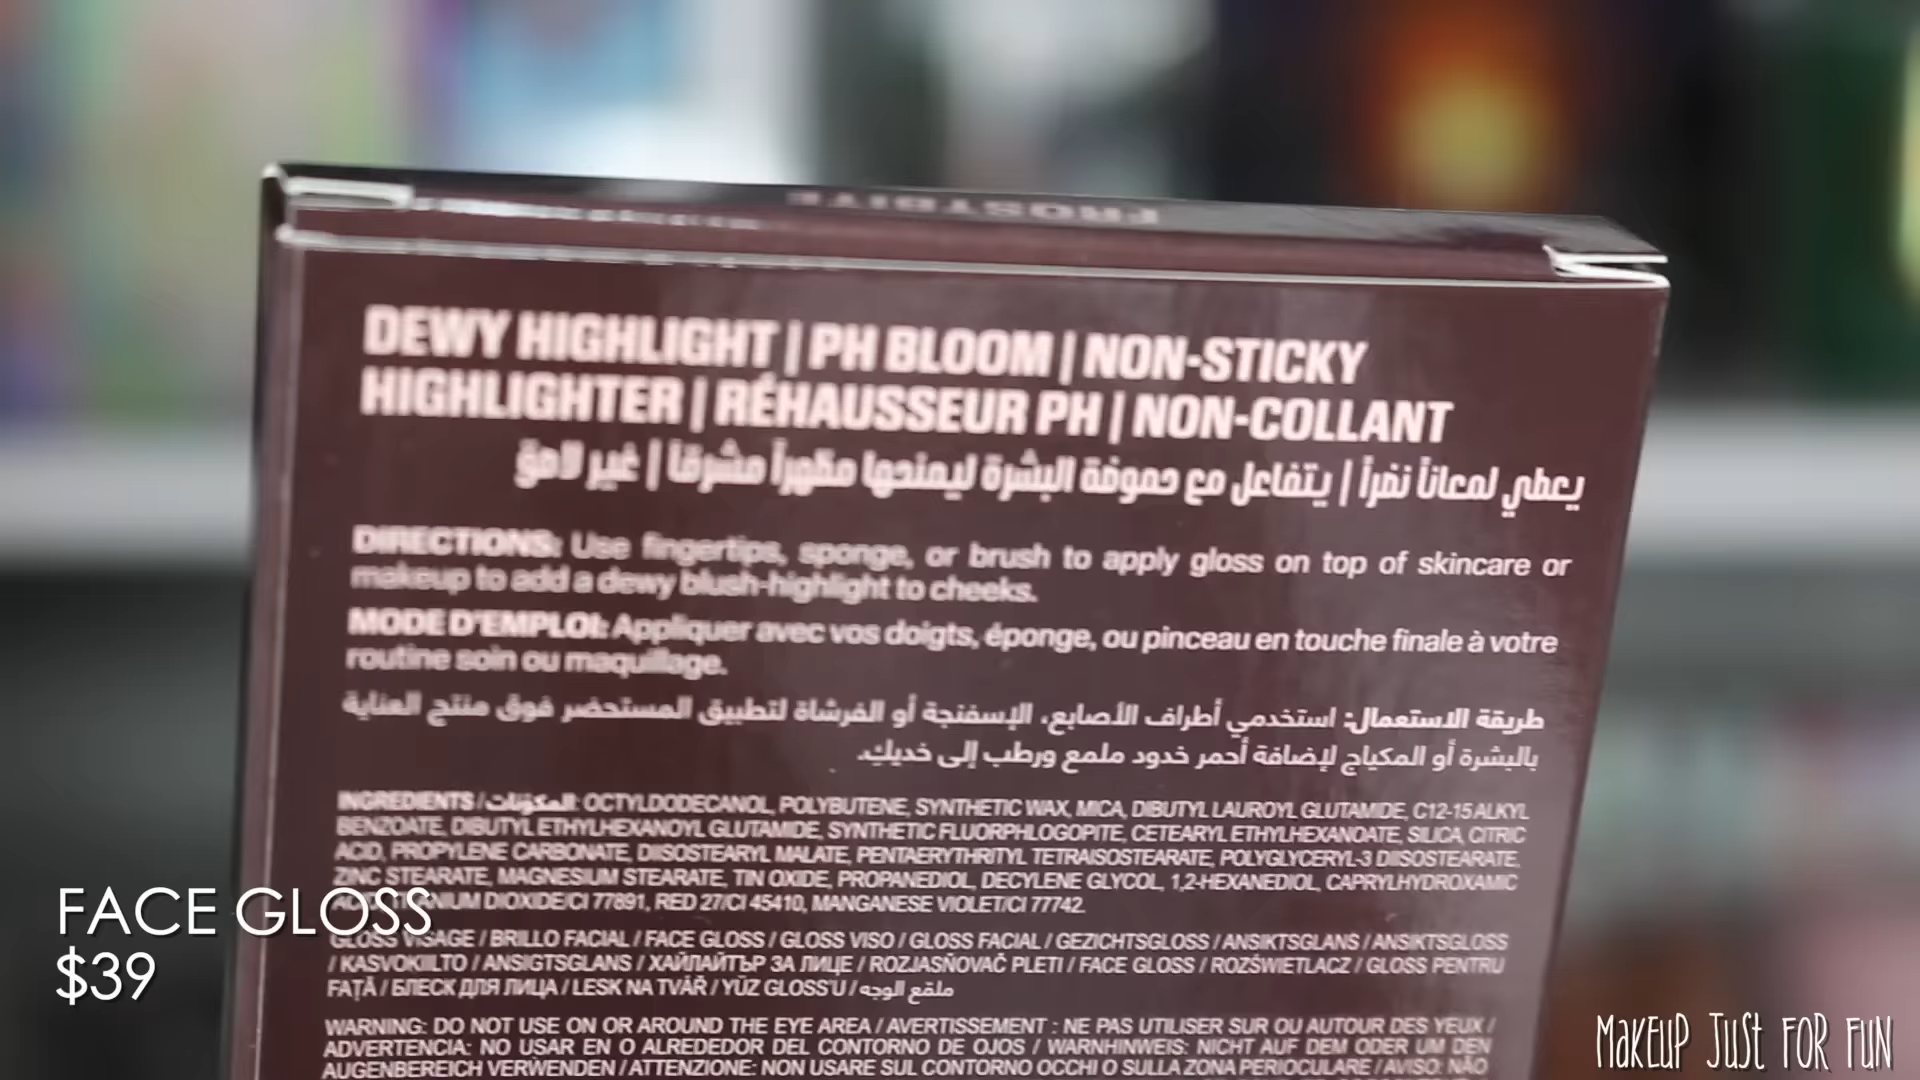 FROSTBITE
DEWY HIGHLIGHT | PH BLOOM | NON-STICKY
HIGHLIGHTER | RÉHAUSSEUR PH | NON-COLLANT
يعطي لمعاناً نضراً | يتفاعل مع حموضة البشرة ليمنحها مظهراً مشرقاً | غير لاصق
DIRECTIONS: Use fingertips, sponge, or brush to apply gloss on top of skincare or
makeup to add a dewy blush-highlight to cheeks.
MODE D'EMPLOI: Appliquer avec vos doigts, éponge, ou pinceau en touche finale à votre
routine soin ou maquillage.
طريقة الاستعمال: استخدمي أطراف الأصابع، الإسفنجة أو الفرشاة لتطبيق المستحضر فوق منتج العناية
بالبشرة أو المكياج لإضافة أحمر خدود ملمع ورطب إلى خديكِ.
INGREDIENTS / المكوّنات: OCTYLDODECANOL, POLYBUTENE, SYNTHETIC WAX, MICA, DIBUTYL LAUROYL GLUTAMIDE, C12-15 ALKYL
BENZOATE, DIBUTYL ETHYLHEXANOYL GLUTAMIDE, SYNTHETIC FLUORPHLOGOPITE, CETEARYL ETHYLHEXANOATE, SILICA, CITRIC
ACID, PROPYLENE CARBONATE, DIISOSTEARYL MALATE, PENTAERYTHRITYL TETRAISOSTEARATE, POLYGLYCERYL-3 DIISOSTEARATE,
ZINC STEARATE, MAGNESIUM STEARATE, TIN OXIDE, PROPANEDIOL, DECYLENE GLYCOL, 1,2-HEXANEDIOL, CAPRYLHYDROXAMIC
DIOXIDE/CI 77891, RED 27/CI 45410, MANGANESE VIOLET/CI 77742.
GLOSS VISAGE / BRILLO FACIAL / FACE GLOSS / GLOSS VISO / GLOSS FACIAL / GEZICHTSGLOSS / ANSIKTSGLANS / ANSIKTSGLOSS
/ KASVOKIILTO / ANSIGTSGLANS / ХАЙЛАЙТЪР ЗА ЛИЦЕ / ROZJASŇOVAČ PLETI / FACE GLOSS / ROZŚWIETLACZ / GLOSS PENTRU
FAȚĂ / БЛЕСК ДЛЯ ЛИЦА / LESK NA TVÁŘ / YÜZ GLOSS'U / ملمّع الوجه
WARNING: DO NOT USE ON OR AROUND THE EYE AREA / AVERTISSEMENT : NE PAS UTILISER SUR OU AUTOUR DES YEUX /
ADVERTENCIA: NO USAR EN O ALREDEDOR DEL CONTORNO DE OJOS / WARNHINWEIS: NICHT AUF DEM ODER UM DEN
AUGENBEREICH VERWENDEN / ATTENZIONE: NON USARE SUL CONTORNO OCCHI O SULLA ZONA PERIOCULARE / AVISO: NÃO
FACE GLOSS
$39
MAKEUP JUST FOR FUN